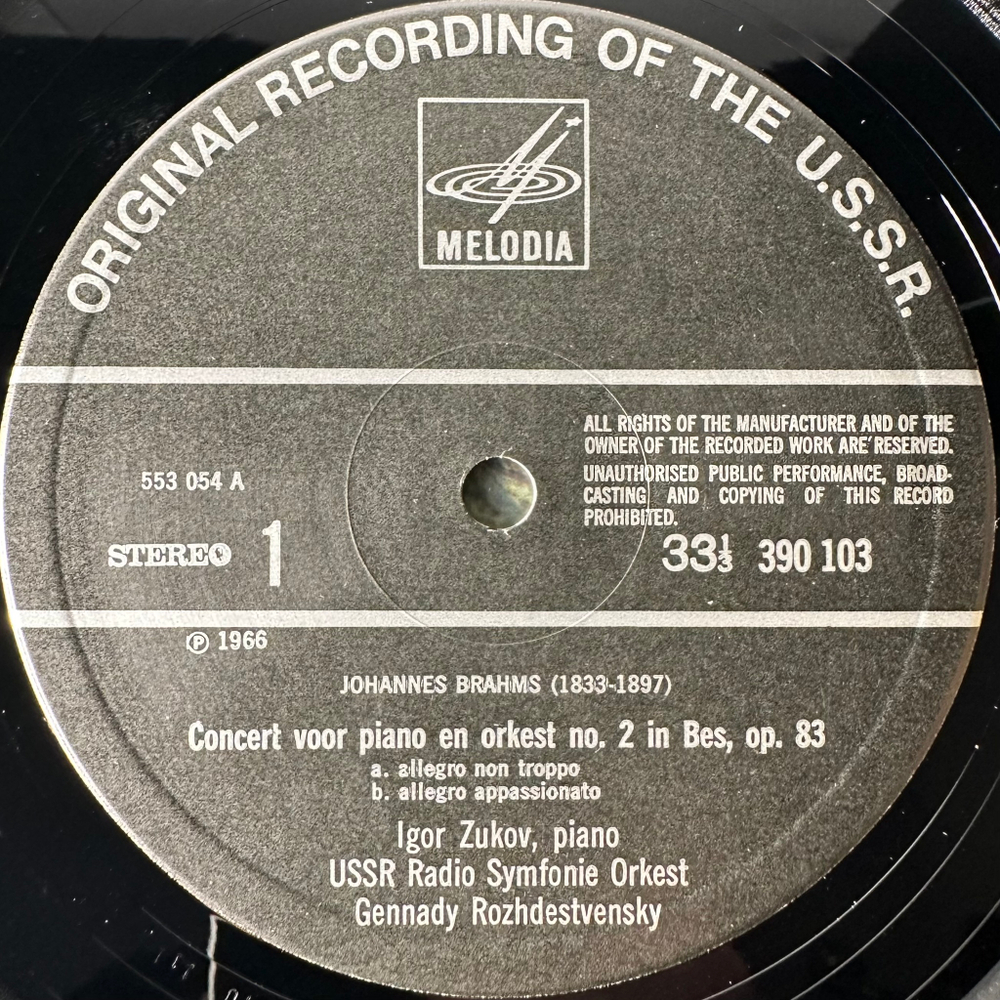 ORIGINAL RECORDING OF THE U.S.S.R.
MELODIA
ALL RIGHTS OF THE MANUFACTURER AND OF THE
OWNER OF THE RECORDED WORK ARE RESERVED.
UNAUTHORISED PUBLIC PERFORMANCE, BROAD-
CASTING AND COPYING OF THIS RECORD
PROHIBITED.
553 054 A
STEREO 1
33⅓ 390 103
℗ 1966
JOHANNES BRAHMS (1833-1897)
Concert voor piano en orkest no. 2 in Bes, op. 83
a. allegro non troppo
b. allegro appassionato
Igor Zukov, piano
USSR Radio Symfonie Orkest
Gennady Rozhdestvensky